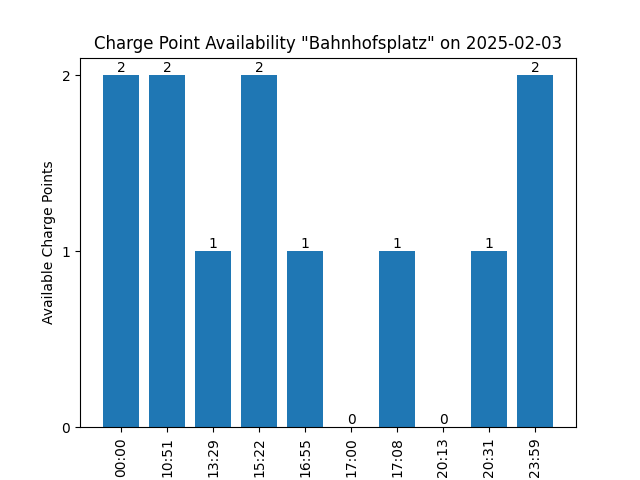 Charge Point Availability "Bahnhofsplatz" on 2025-02-03
2 2 1 2 1 0 1 0 1 2
Available Charge Points
2
1
0
00:00 10:51 13:29 15:22 16:55 17:00 17:08 20:13 20:31 23:59